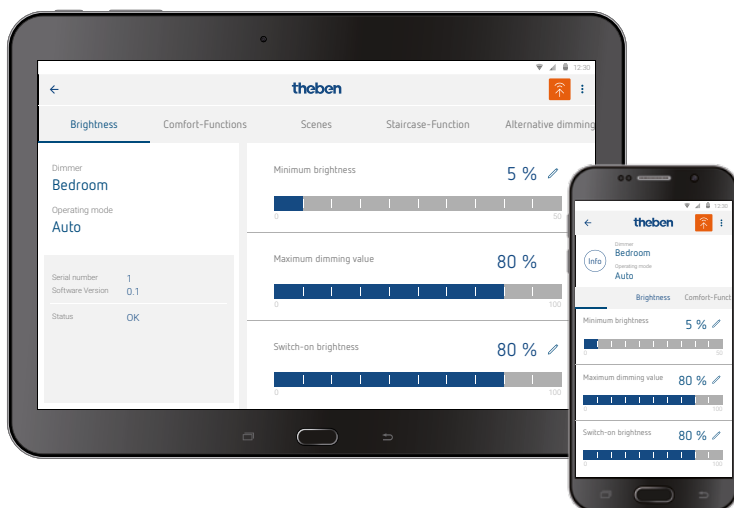 12:30
theben
Brightness Comfort-Functions Scenes Staircase-Function Alternative dimming
Dimmer
Bedroom
Operating mode
Auto
Serial number 1
Software Version 0.1
Status OK
Minimum brightness 5 %
0 50
Maximum dimming value 80 %
0 100
Switch-on brightness 80 %
0 100
12:30
theben
Info
Dimmer
Bedroom
Operating mode
Auto
Brightness Comfort-Funct
Minimum brightness 5 %
0 50
Maximum dimming value 80 %
0 100
Switch-on brightness 80 %
0 100